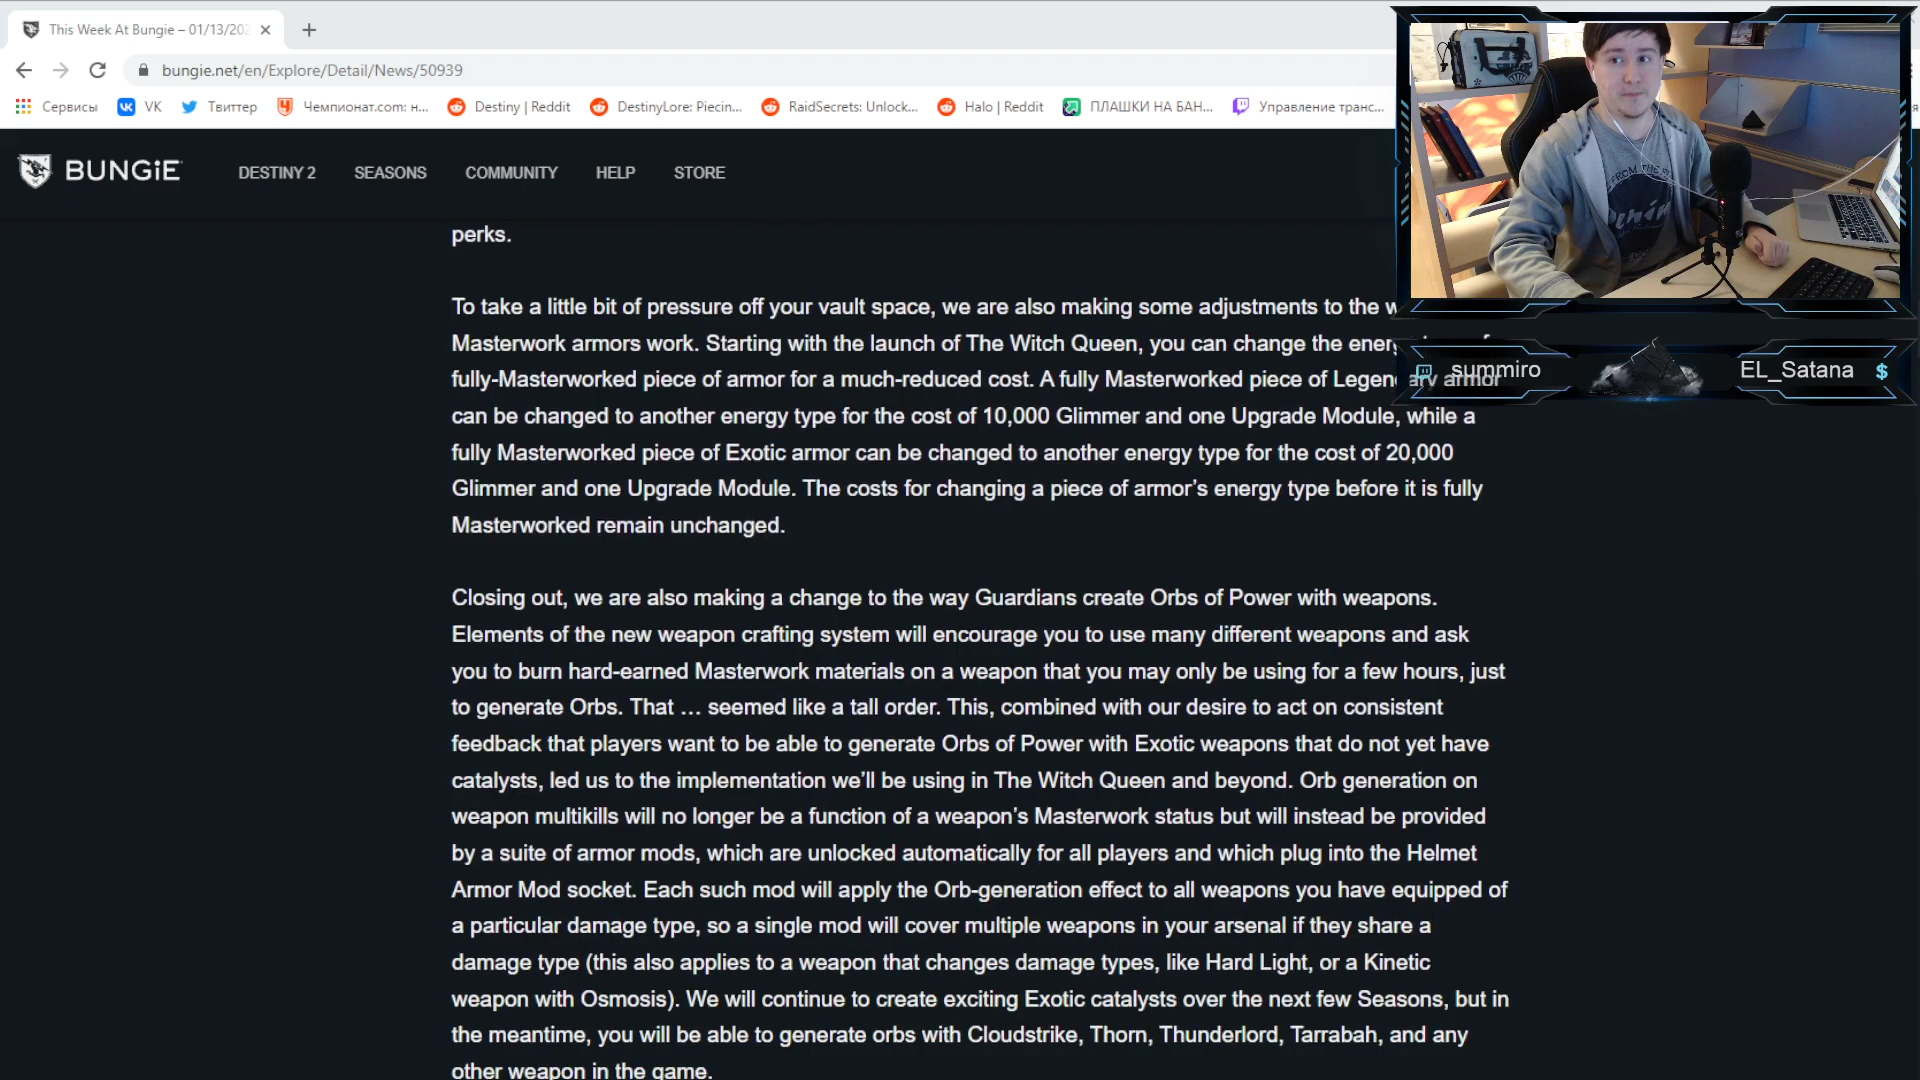 This Week At Bungie – 01/13/202
bungie.net/en/Explore/Detail/News/50939
Сервисы VK Твиттер Чемпионат.com: н... Destiny | Reddit DestinyLore: Piecin... RaidSecrets: Unlock... Halo | Reddit ПЛАШКИ НА БАН... Управление транс...
BUNGiE DESTINY 2 SEASONS COMMUNITY HELP STORE
perks.
To take a little bit of pressure off your vault space, we are also making some adjustments to the
Masterwork armors work. Starting with the launch of The Witch Queen, you can change the
fully-Masterworked piece of armor for a much-reduced cost. A fully Masterworked piece of Legendary armor
can be changed to another energy type for the cost of 10,000 Glimmer and one Upgrade Module, while a
fully Masterworked piece of Exotic armor can be changed to another energy type for the cost of 20,000
Glimmer and one Upgrade Module. The costs for changing a piece of armor’s energy type before it is fully
Masterworked remain unchanged.
Closing out, we are also making a change to the way Guardians create Orbs of Power with weapons.
Elements of the new weapon crafting system will encourage you to use many different weapons and ask
you to burn hard-earned Masterwork materials on a weapon that you may only be using for a few hours, just
to generate Orbs. That … seemed like a tall order. This, combined with our desire to act on consistent
feedback that players want to be able to generate Orbs of Power with Exotic weapons that do not yet have
catalysts, led us to the implementation we’ll be using in The Witch Queen and beyond. Orb generation on
weapon multikills will no longer be a function of a weapon’s Masterwork status but will instead be provided
by a suite of armor mods, which are unlocked automatically for all players and which plug into the Helmet
Armor Mod socket. Each such mod will apply the Orb-generation effect to all weapons you have equipped of
a particular damage type, so a single mod will cover multiple weapons in your arsenal if they share a
damage type (this also applies to a weapon that changes damage types, like Hard Light, or a Kinetic
weapon with Osmosis). We will continue to create exciting Exotic catalysts over the next few Seasons, but in
the meantime, you will be able to generate orbs with Cloudstrike, Thorn, Thunderlord, Tarrabah, and any
other weapon in the game.
summiro
EL_Satana $